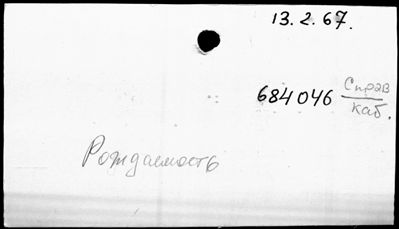 13.2.67.
684046 Справ
каб.
Рождаемость